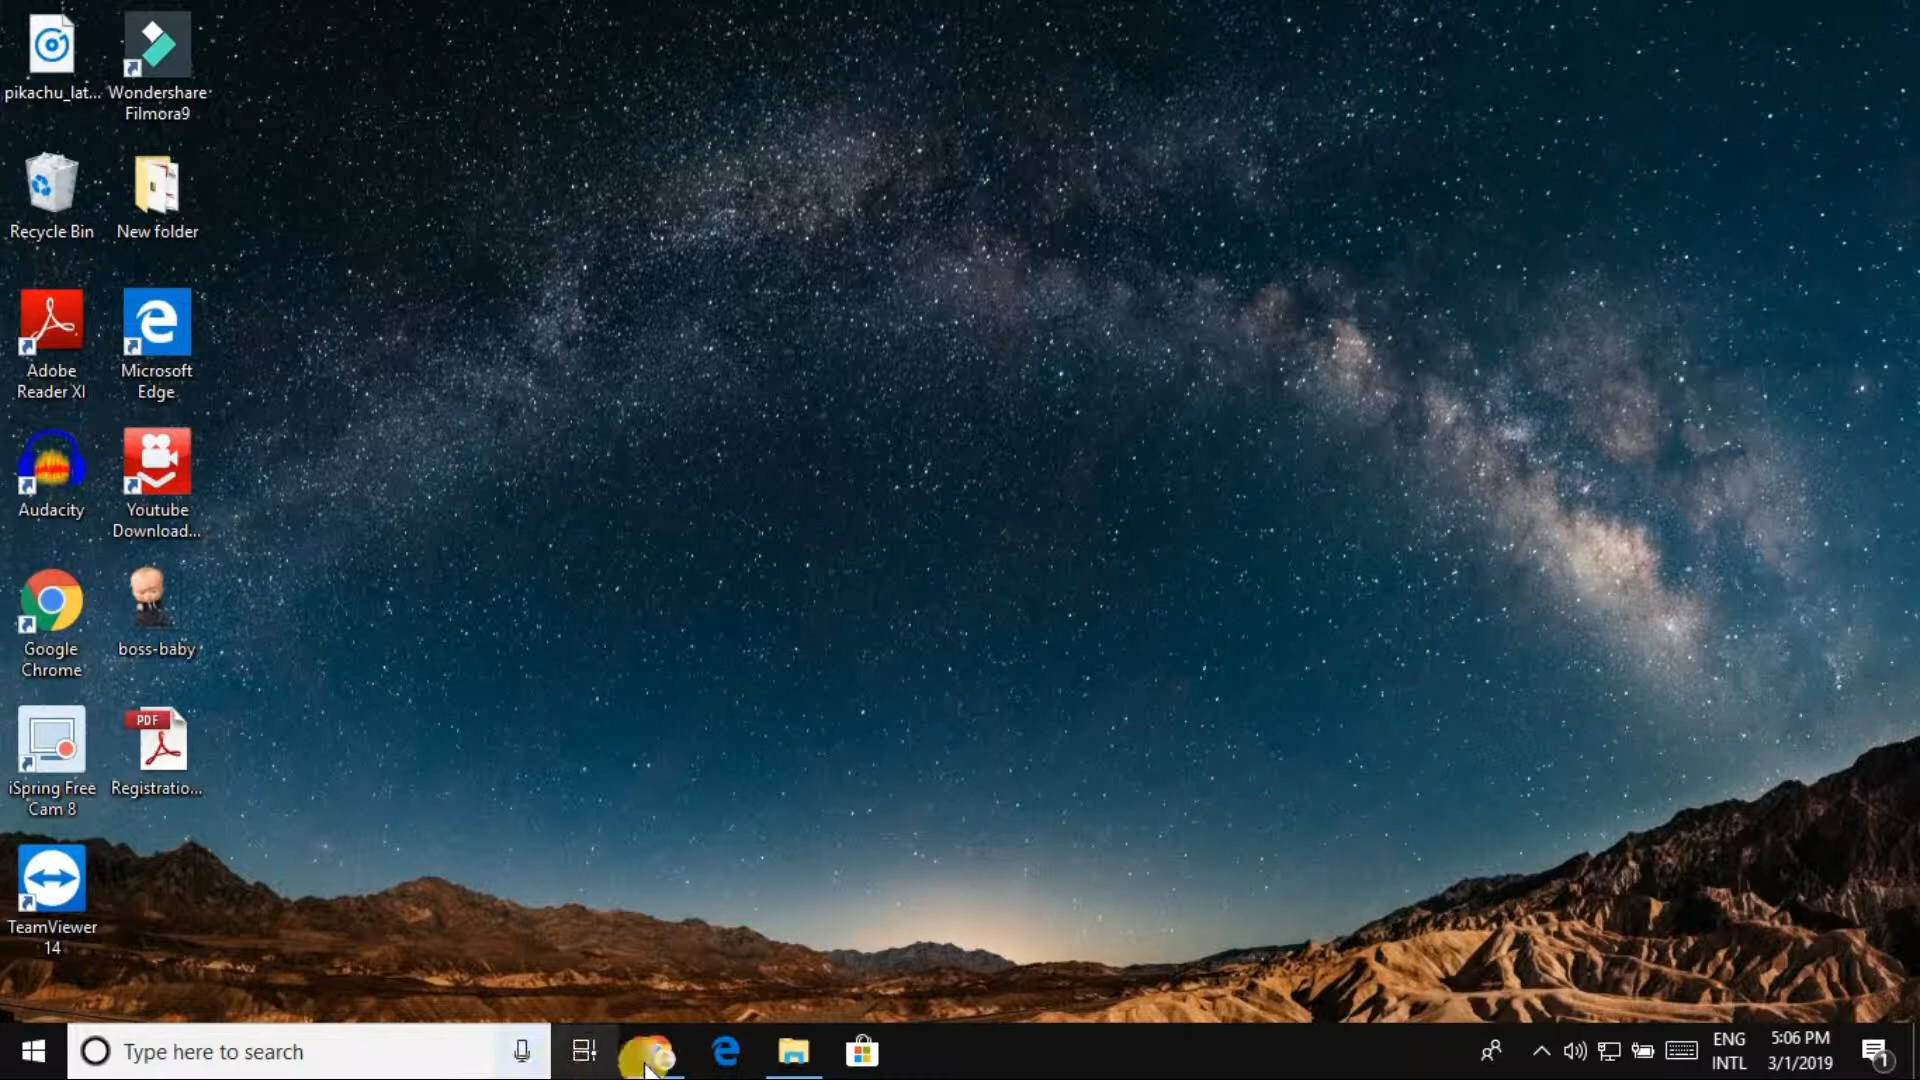 pikachu_lat...
Wondershare
Filmora9
Recycle Bin
New folder
Adobe
Reader XI
Microsoft
Edge
Audacity
Youtube
Download...
Google
Chrome
boss-baby
iSpring Free
Cam 8
PDF
Registratio...
TeamViewer
14
Type here to search
ENG
INTL
5:06 PM
3/1/2019
1